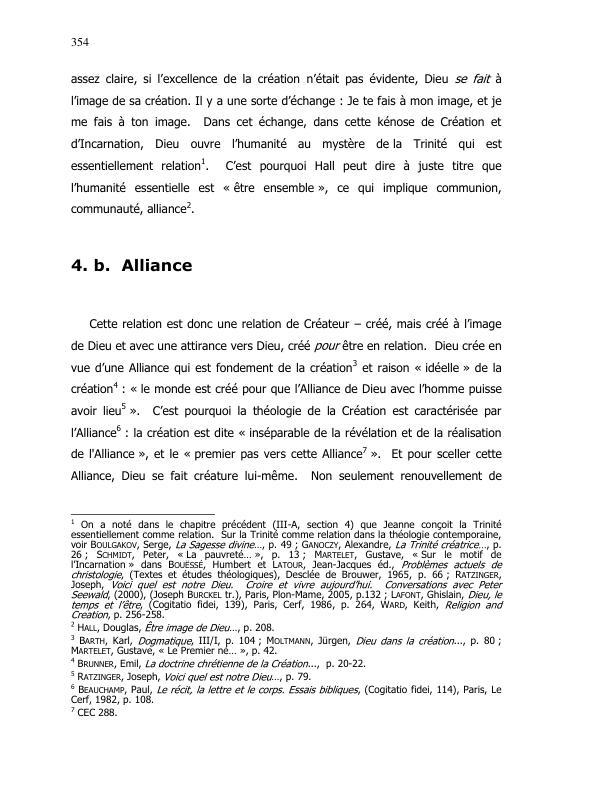 354
assez claire, si l’excellence de la création n’était pas évidente, Dieu se fait à
l’image de sa création. Il y a une sorte d’échange : Je te fais à mon image, et je
me fais à ton image.  Dans cet échange, dans cette kénose de Création et
d’Incarnation, Dieu ouvre l’humanité au mystère de la Trinité qui est
essentiellement relation1.  C’est pourquoi Hall peut dire à juste titre que
l’humanité essentielle est « être ensemble », ce qui implique communion,
communauté, alliance2.
4. b.  Alliance
Cette relation est donc une relation de Créateur – créé, mais créé à l’image
de Dieu et avec une attirance vers Dieu, créé pour être en relation.  Dieu crée en
vue d’une Alliance qui est fondement de la création3 et raison « idéelle » de la
création4 : « le monde est créé pour que l’Alliance de Dieu avec l’homme puisse
avoir lieu5 ».  C’est pourquoi la théologie de la Création est caractérisée par
l’Alliance6 : la création est dite « inséparable de la révélation et de la réalisation
de l'Alliance », et le « premier pas vers cette Alliance7 ».  Et pour sceller cette
Alliance, Dieu se fait créature lui-même.  Non seulement renouvellement de
1 On a noté dans le chapitre précédent (III-A, section 4) que Jeanne conçoit la Trinité
essentiellement comme relation.  Sur la Trinité comme relation dans la théologie contemporaine,
voir BOULGAKOV, Serge, La Sagesse divine…, p. 49 ; GANOCZY, Alexandre, La Trinité créatrice…, p.
26 ; SCHMIDT, Peter, « La pauvreté… », p. 13 ; MARTELET, Gustave, « Sur le motif de
l’Incarnation » dans BOUËSSÉ, Humbert et LATOUR, Jean-Jacques éd., Problèmes actuels de
christologie, (Textes et études théologiques), Desclée de Brouwer, 1965, p. 66 ; RATZINGER,
Joseph, Voici quel est notre Dieu.  Croire et vivre aujourd’hui.  Conversations avec Peter
Seewald, (2000), (Joseph BURCKEL tr.), Paris, Plon-Mame, 2005, p.132 ; LAFONT, Ghislain, Dieu, le
temps et l’être, (Cogitatio fidei, 139), Paris, Cerf, 1986, p. 264, WARD, Keith, Religion and
Creation, p. 256-258.
2 HALL, Douglas, Être image de Dieu…, p. 208.
3 BARTH, Karl, Dogmatique, III/I, p. 104 ; MOLTMANN, Jürgen, Dieu dans la création..., p. 80 ;
MARTELET, Gustave, « Le Premier né… », p. 42.
4 BRUNNER, Emil, La doctrine chrétienne de la Création...,  p. 20-22.
5 RATZINGER, Joseph, Voici quel est notre Dieu…, p. 79.
6 BEAUCHAMP, Paul, Le récit, la lettre et le corps. Essais bibliques, (Cogitatio fidei, 114), Paris, Le
Cerf, 1982, p. 108.
7 CEC 288.